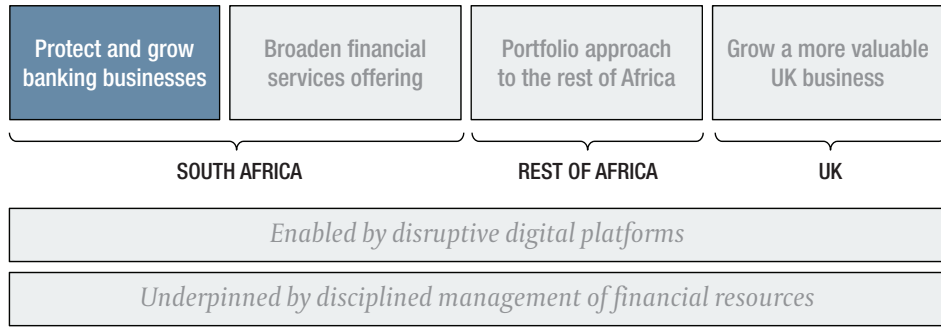 Protect and grow
banking businesses
Broaden financial
services offering
Portfolio approach
to the rest of Africa
Grow a more valuable
UK business
SOUTH AFRICA
REST OF AFRICA
UK
Enabled by disruptive digital platforms
Underpinned by disciplined management of financial resources